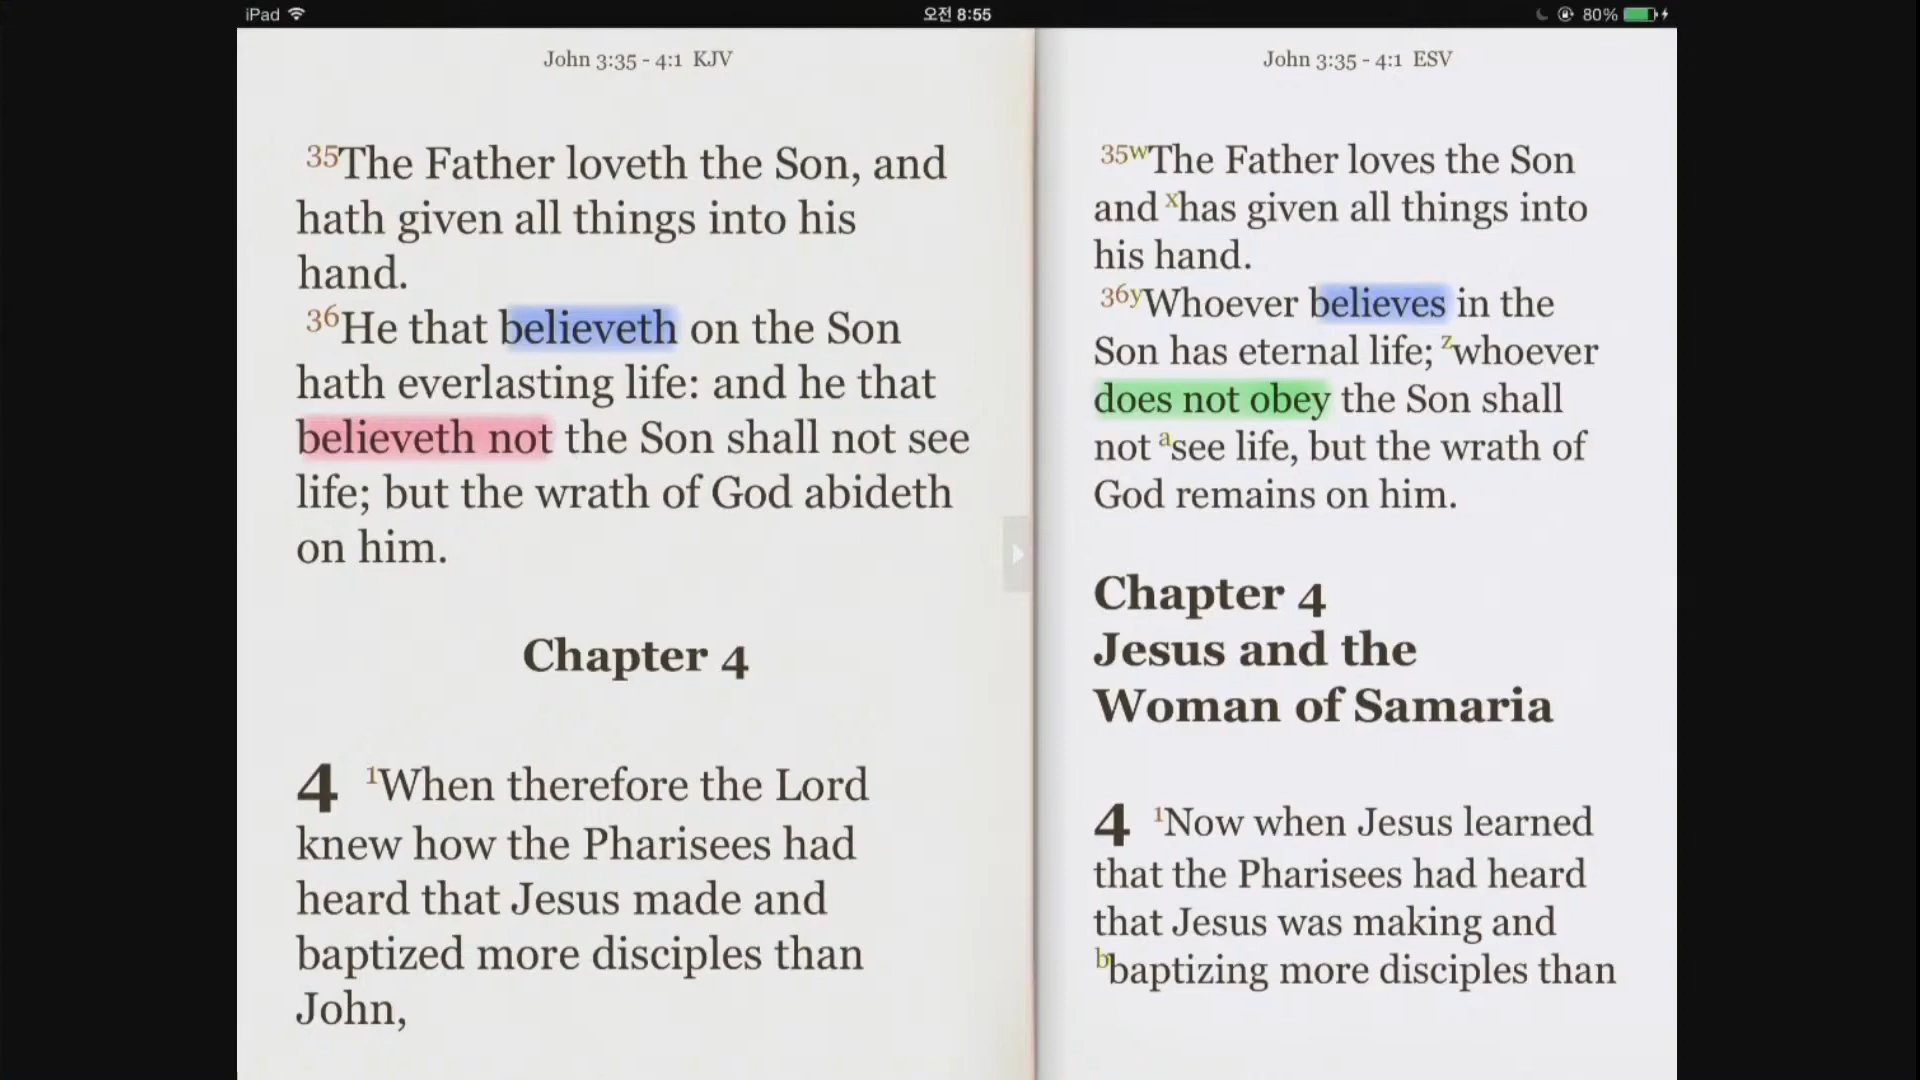 iPad
오전 8:55
80%
John 3:35 - 4:1 KJV
35The Father loveth the Son, and
hath given all things into his
hand.
36He that believeth on the Son
hath everlasting life: and he that
believeth not the Son shall not see
life; but the wrath of God abideth
on him.
Chapter 4
4 1When therefore the Lord
knew how the Pharisees had
heard that Jesus made and
baptized more disciples than
John,
John 3:35 - 4:1 ESV
35wThe Father loves the Son
and xhas given all things into
his hand.
36yWhoever believes in the
Son has eternal life; zwhoever
does not obey the Son shall
not asee life, but the wrath of
God remains on him.
Chapter 4
Jesus and the
Woman of Samaria
4 1Now when Jesus learned
that the Pharisees had heard
that Jesus was making and
bbaptizing more disciples than